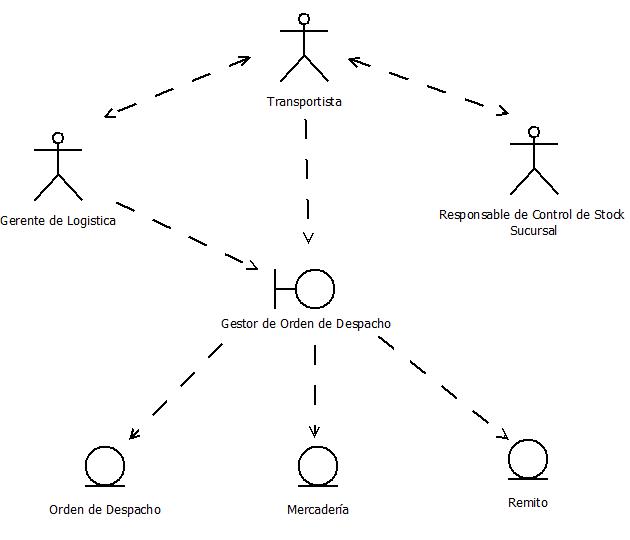 Transportista
Gerente de Logistica
Responsable de Control de Stock
Sucursal
Gestor de Orden de Despacho
Orden de Despacho
Mercadería
Remito